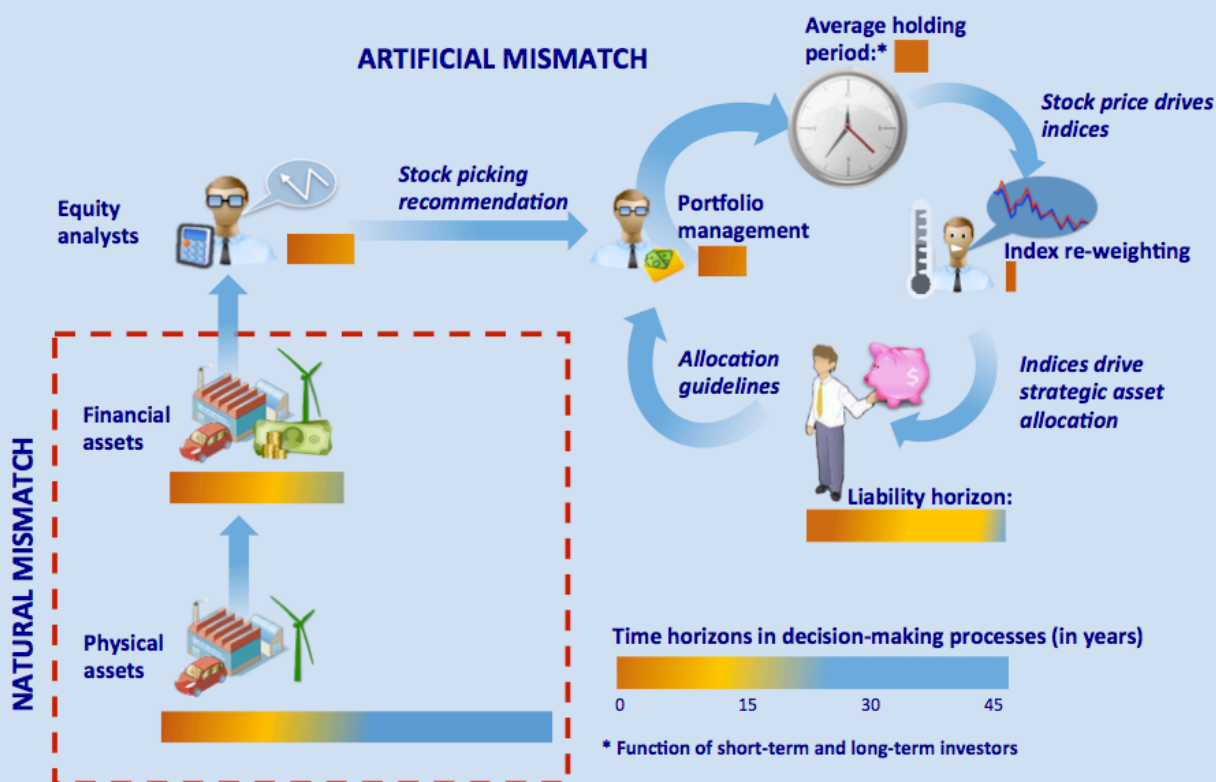 ARTIFICIAL MISMATCH
Average holding
period:*
Stock price drives
indices
Equity
analysts
Stock picking
recommendation
Portfolio
management
Index re-weighting
Financial
assets
Allocation
guidelines
$
Indices drive
strategic asset
allocation
Liability horizon:
NATURAL MISMATCH
Physical
assets
Time horizons in decision-making processes (in years)
0 15 30 45
* Function of short-term and long-term investors